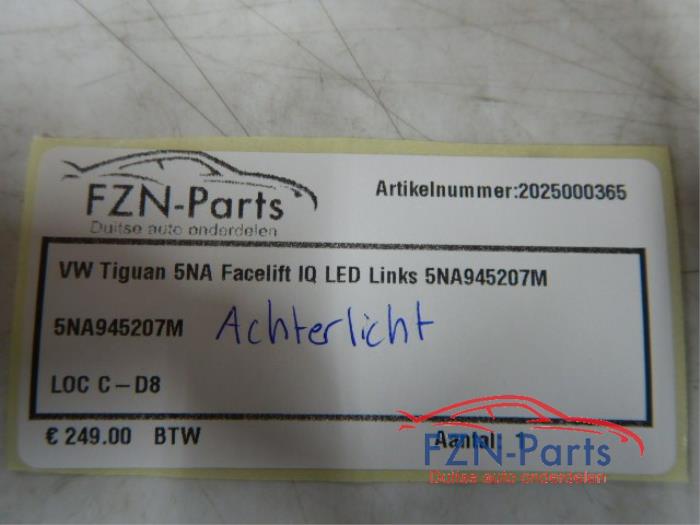 FZN-Parts
Duitse auto onderdelen
Artikelnummer:2025000365
VW Tiguan 5NA Facelift IQ LED Links 5NA945207M
5NA945207M Achterlicht
LOC C-D8
€ 249.00 BTW Aantal: 1
FZN-Parts
Duitse auto onderdelen